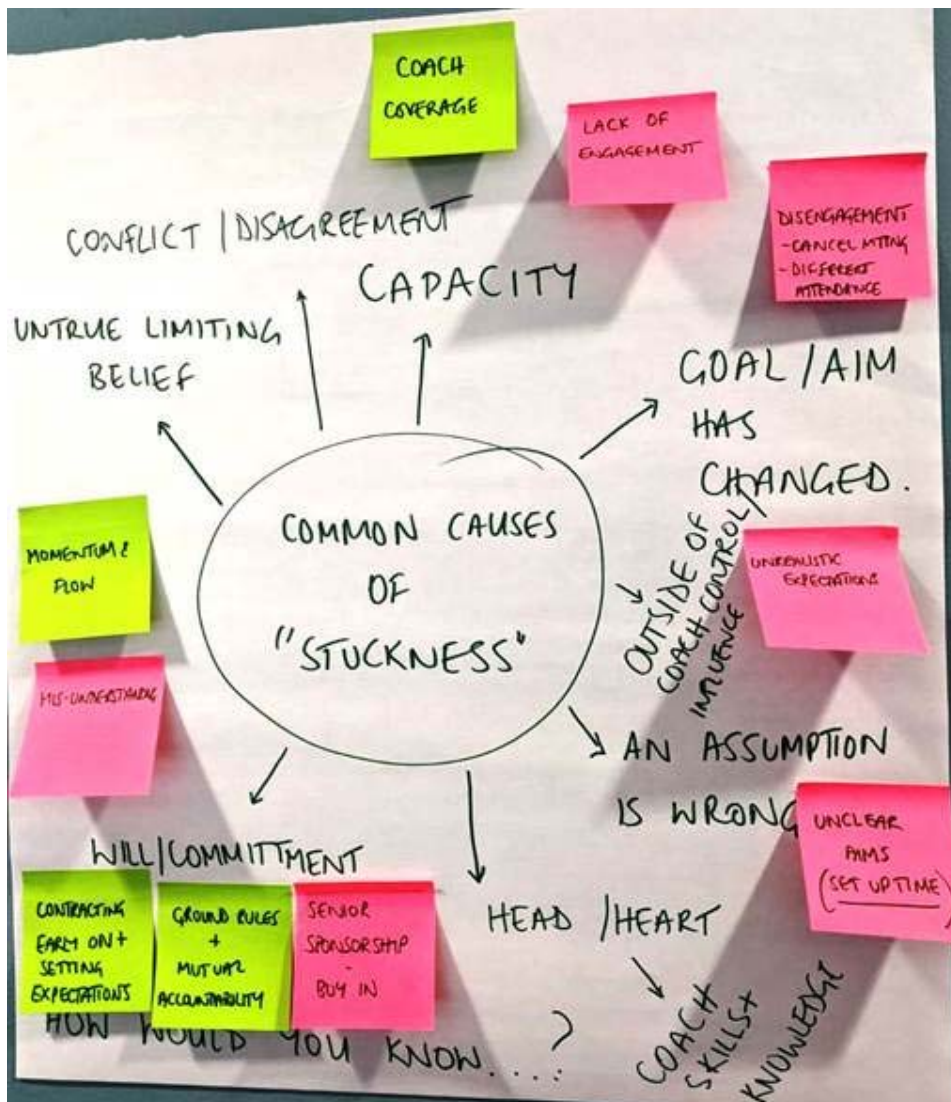 COACH
COVERAGE
LACK OF
ENGAGEMENT
DISENGAGEMENT
- CANCEL MTING
- DIFFERENT
ATTENDANCE
CONFLICT / DISAGREEMENT
CAPACITY
UNTRUE LIMITING
BELIEF
GOAL / AIM
HAS
CHANGED.
COMMON CAUSES
OF
"STUCKNESS"
MOMENTUM &
FLOW
MIS-UNDERSTANDING
OUTSIDE OF
COACH CONTROL/
INFLUENCE
UNREALISTIC
EXPECTATIONS
AN ASSUMPTION
IS WRONG
UNCLEAR
AIMS
(SET UP TIME)
WILL/COMMITTMENT
CONTRACTING
EARLY ON +
SETTING
EXPECTATIONS
GROUND RULES
+
MUTUAL
ACCOUNTABILITY
SENIOR
SPONSORSHIP
-
BUY IN
HEAD / HEART
COACH
SKILLS +
KNOWLEDGE
HOW WOULD YOU KNOW....?